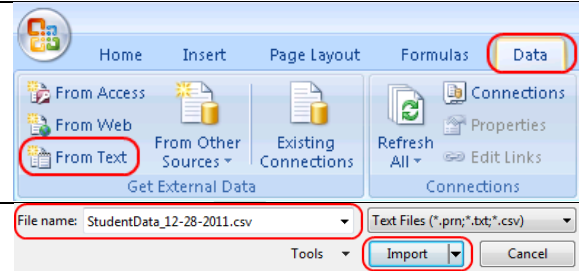 Home Insert Page Layout Formulas Data
From Access
From Web
From Text
From Other Sources
Existing Connections
Get External Data
Refresh All
Connections
Properties
Edit Links
Connections
File name: StudentData_12-28-2011.csv Text Files (*.prn;*.txt;*.csv)
Tools Import Cancel